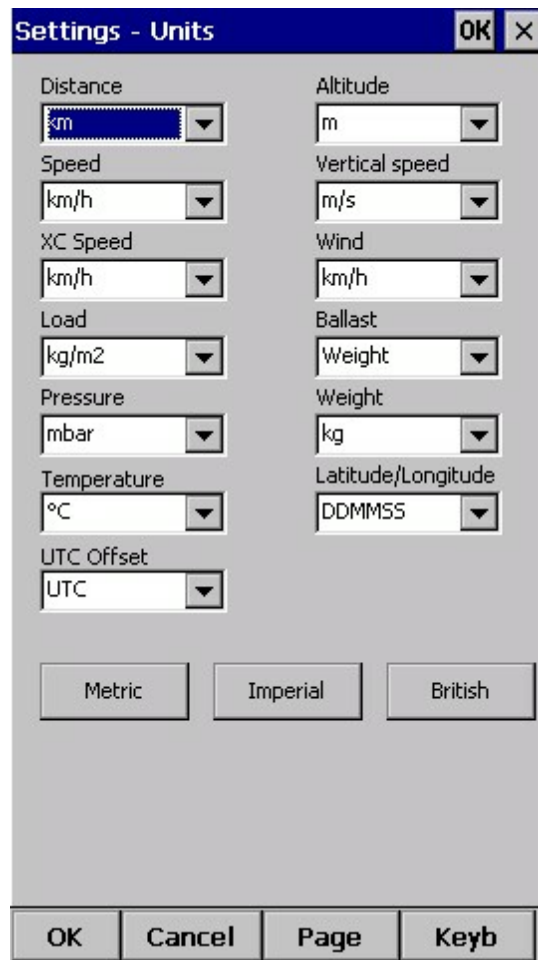 Settings - Units OK ×
Distance Altitude
km m
Speed Vertical speed
km/h m/s
XC Speed Wind
km/h km/h
Load Ballast
kg/m2 Weight
Pressure Weight
mbar kg
Temperature Latitude/Longitude
°C DDMMSS
UTC Offset
UTC
Metric Imperial British
OK Cancel Page Keyb